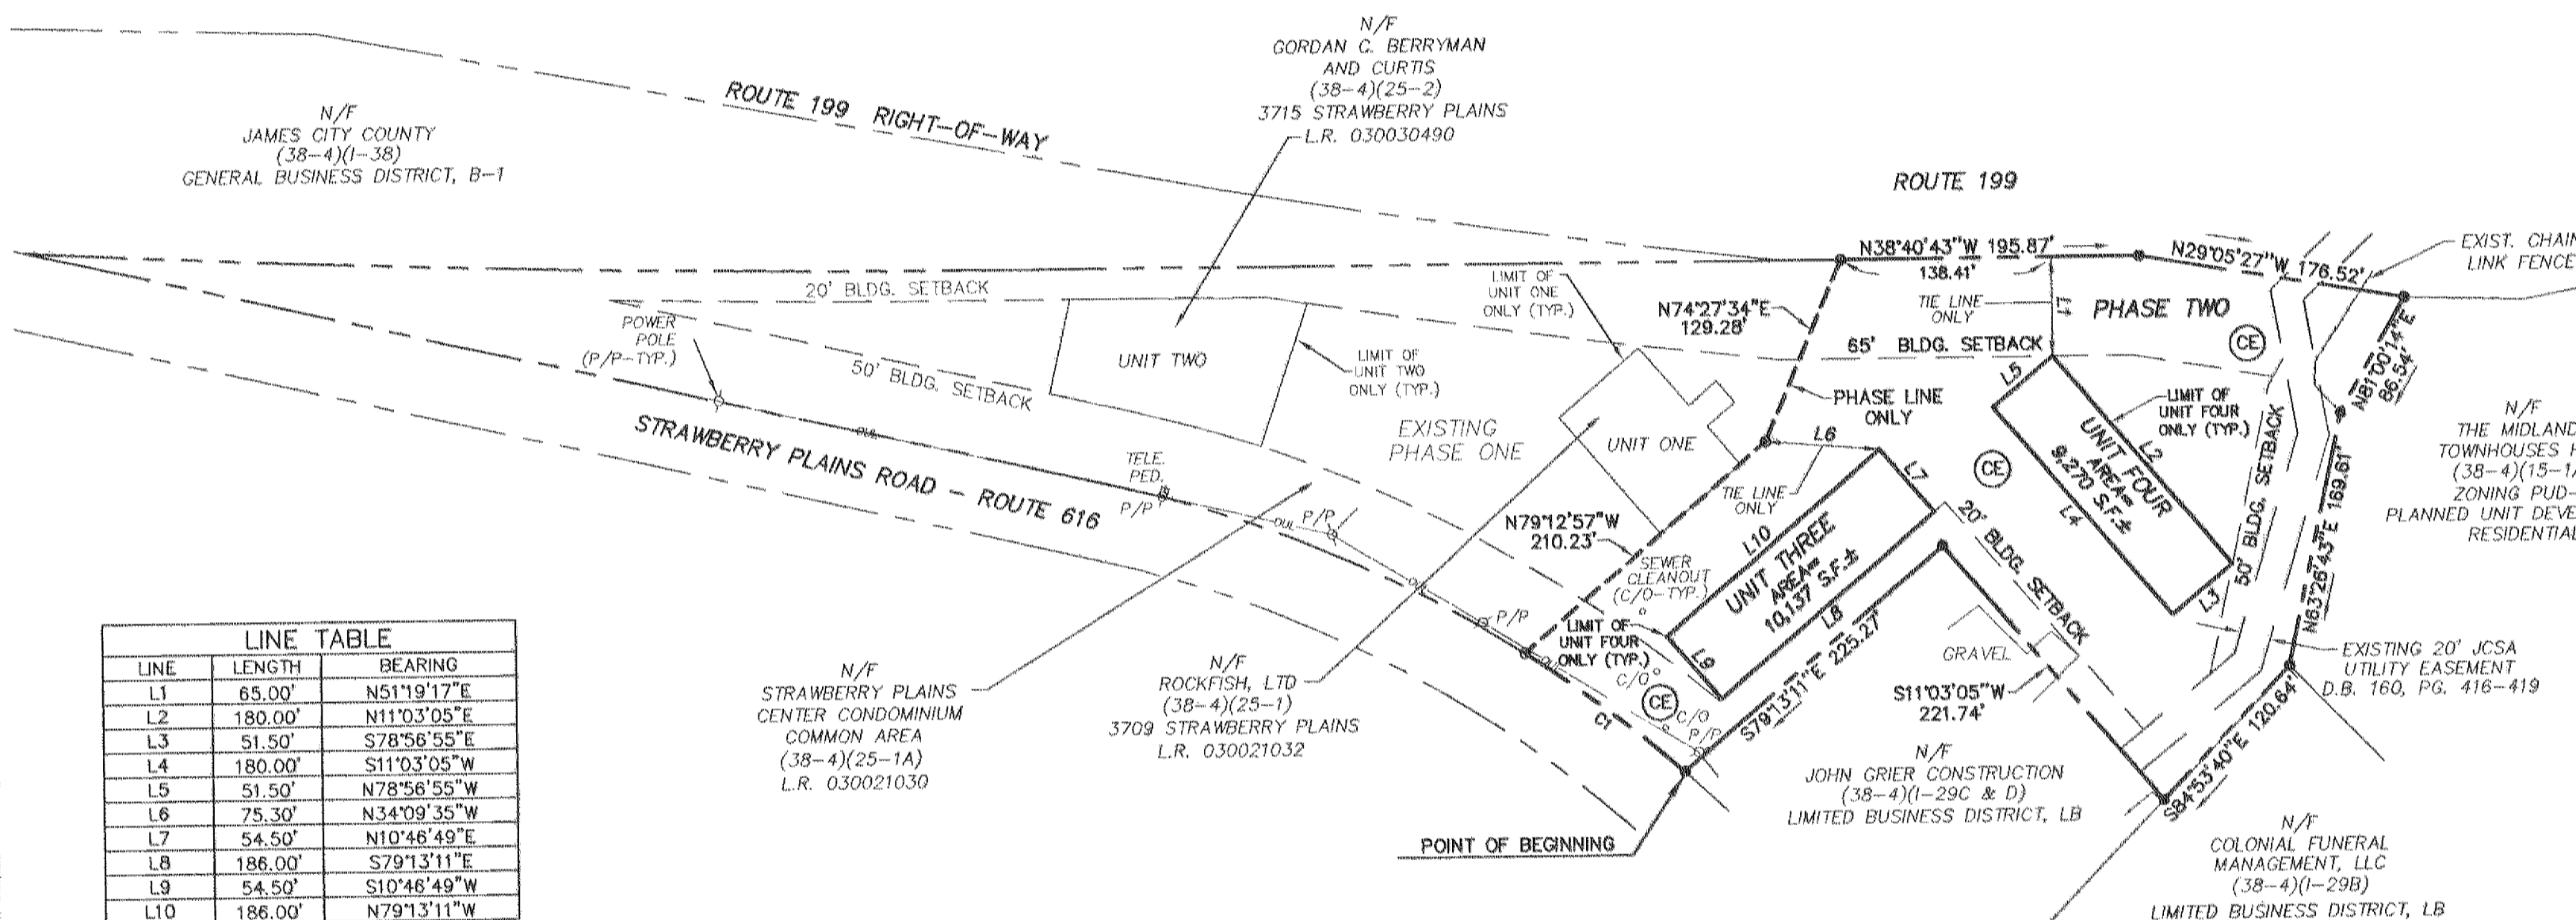 N/F
JAMES CITY COUNTY
(38-4)(1-38)
GENERAL BUSINESS DISTRICT, B-1
ROUTE 199 RIGHT-OF-WAY
N/F
GORDAN C. BERRYMAN
AND CURTIS
(38-4)(25-2)
3715 STRAWBERRY PLAINS
L.R. 030030490
ROUTE 199
N38°40'43"W 195.87'
138.41'
N29°05'27"W 176.52'
EXIST. CHAIN
LINK FENCE
20' BLDG. SETBACK
LIMIT OF
UNIT ONE
ONLY (TYP.)
N74°27'34"E
129.28'
TIE LINE
ONLY
PHASE TWO
CE
N81°00'14"E
86.54'
POWER
POLE
(P/P-TYP.)
50' BLDG. SETBACK
UNIT TWO
LIMIT OF
UNIT TWO
ONLY (TYP.)
65' BLDG. SETBACK
L5
PHASE LINE
ONLY
LIMIT OF
UNIT FOUR
ONLY (TYP.)
L2
UNIT FOUR
AREA=
9,270 S.F.±
L4
L3
50' BLDG. SETBACK
N63°26'43"E 169.61'
N/F
THE MIDLAND
TOWNHOUSES H
(38-4)(15-1A
ZONING PUD-
PLANNED UNIT DEVE
RESIDENTIAL
OUL
STRAWBERRY PLAINS ROAD - ROUTE 616
TELE.
PED.
P/P
OUL
P/P
EXISTING
PHASE ONE
UNIT ONE
L6
TIE LINE
ONLY
L7
CE
N79°12'57"W
210.23'
L10
UNIT THREE
AREA=
10,137 S.F.±
L8
20' BLDG. SETBACK
SEWER
CLEANOUT
(C/O-TYP.)
LIMIT OF
UNIT FOUR
ONLY (TYP.)
L9
C/O
P/P
CE
C/O
P/P
C1
S79°13'11"E 225.27'
GRAVEL
S11°03'05"W
221.74'
EXISTING 20' JCSA
UTILITY EASEMENT
D.B. 160, PG. 416-419
S84°53'40"E 120.64'
N/F
STRAWBERRY PLAINS
CENTER CONDOMINIUM
COMMON AREA
(38-4)(25-1A)
L.R. 030021030
N/F
ROCKFISH, LTD
(38-4)(25-1)
3709 STRAWBERRY PLAINS
L.R. 030021032
N/F
JOHN GRIER CONSTRUCTION
(38-4)(1-29C & D)
LIMITED BUSINESS DISTRICT, LB
POINT OF BEGINNING
N/F
COLONIAL FUNERAL
MANAGEMENT, LLC
(38-4)(1-29B)
LIMITED BUSINESS DISTRICT, LB
LINE TABLE
LINE LENGTH BEARING
L1 65.00' N51°19'17"E
L2 180.00' N11°03'05"E
L3 51.50' S78°56'55"E
L4 180.00' S11°03'05"W
L5 51.50' N78°56'55"W
L6 75.30' N34°09'35"W
L7 54.50' N10°46'49"E
L8 186.00' S79°13'11"E
L9 54.50' S10°46'49"W
L10 186.00' N79°13'11"W